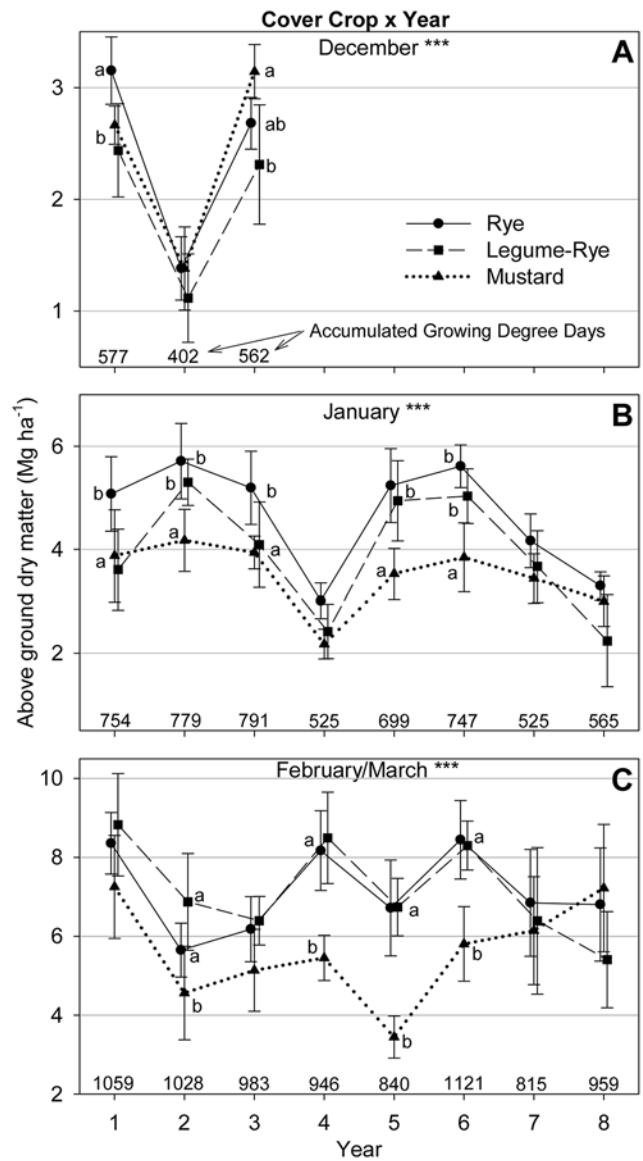 Cover Crop x Year
December ***
A
a
a
b
ab
b
3
2
1
Rye
Legume-Rye
Mustard
Accumulated Growing Degree Days
577 402 562
January ***
B
b
b
b
b
b
b
a
a
a
a
a
6
4
2
754 779 791 525 699 747 525 565
Above ground dry matter (Mg ha⁻¹)
February/March ***
C
a
a
a
a
a
b
b
b
b
10
8
6
4
2
1059 1028 983 946 840 1121 815 959
1 2 3 4 5 6 7 8
Year